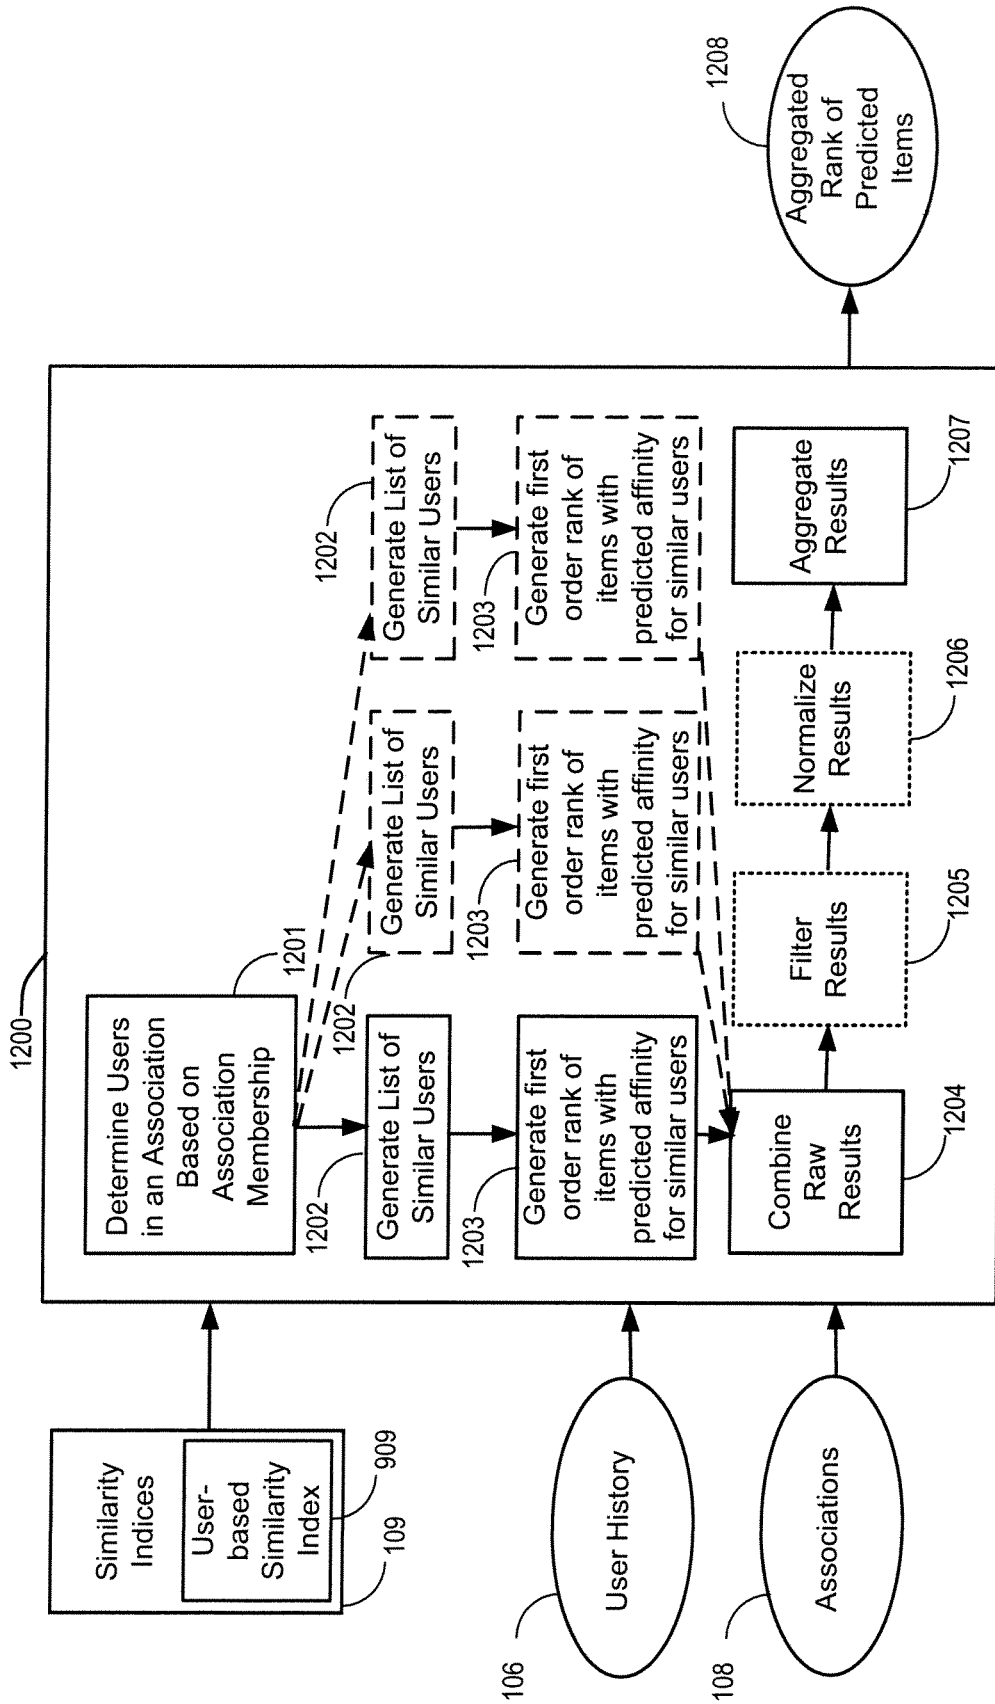 1200
Similarity
Indices
User-
based
Similarity
Index
909
109
106
User History
108
Associations
Determine Users
in an Association
Based on
Association
Membership
1201
1202
Generate List of
Similar Users
1202
Generate List of
Similar Users
1202
Generate List of
Similar Users
1203
Generate first
order rank of
items with
predicted affinity
for similar users
1203
Generate first
order rank of
items with
predicted affinity
for similar users
1203
Generate first
order rank of
items with
predicted affinity
for similar users
Combine
Raw
Results
1204
Filter
Results
1205
Normalize
Results
1206
Aggregate
Results
1207
1208
Aggregated
Rank of
Predicted
Items